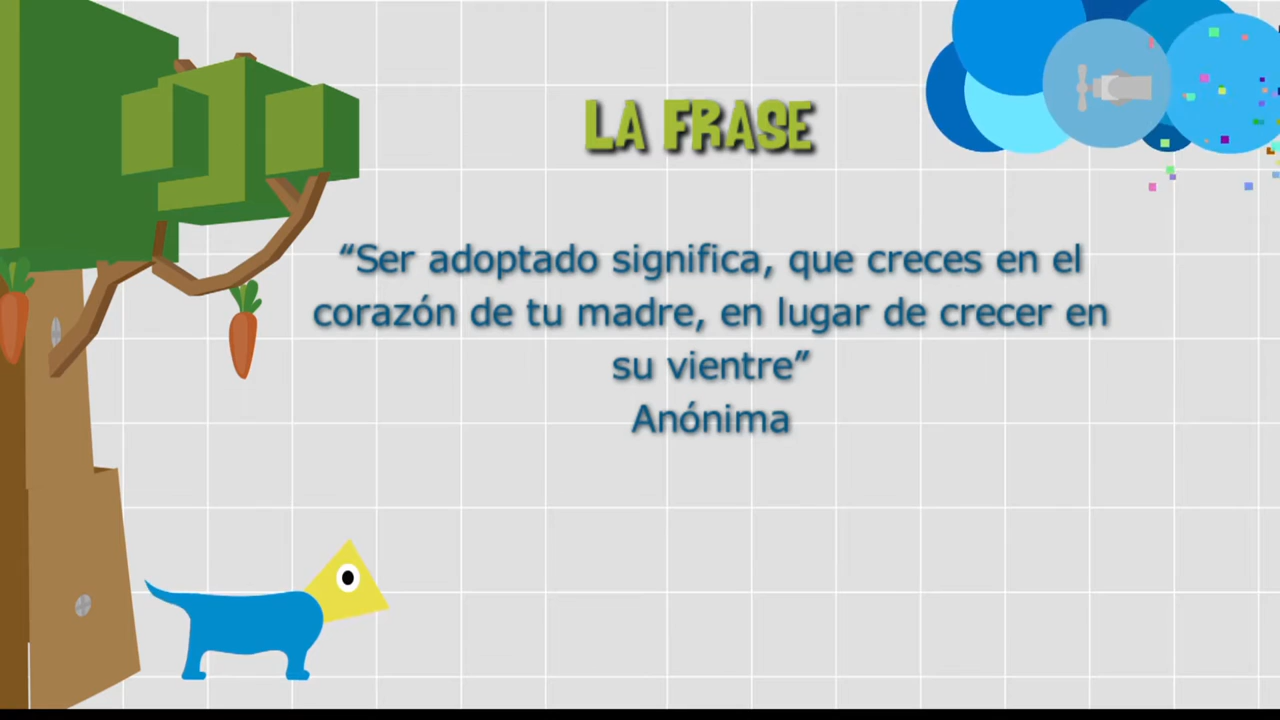 LA FRASE
“Ser adoptado significa, que creces en el
corazón de tu madre, en lugar de crecer en
su vientre”
Anónima